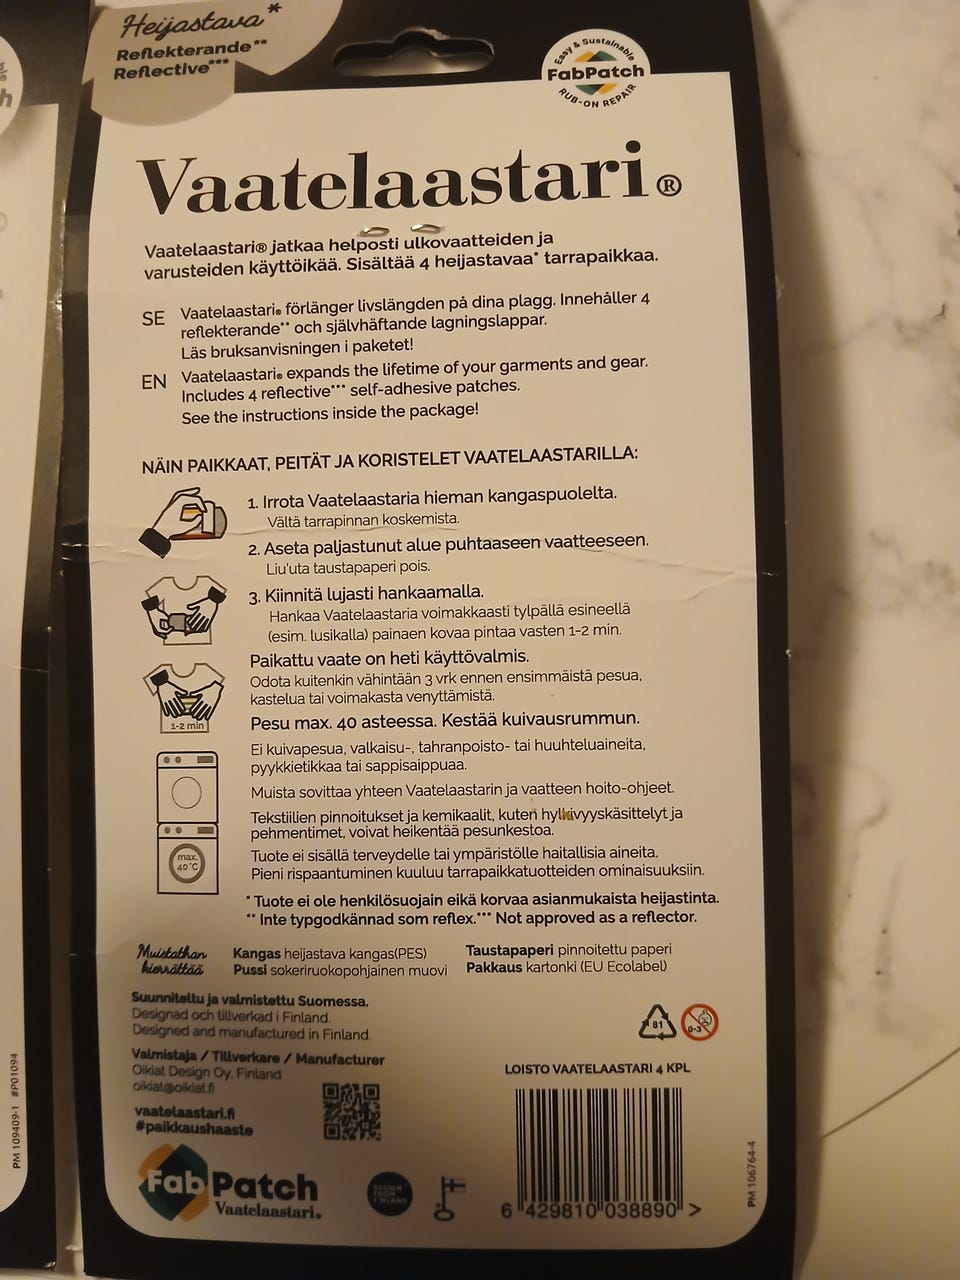 Heijastava*
Reflekterande**
Reflective***
Easy & Sustainable
FabPatch
RUB-ON REPAIR
Vaatelaastari®
Vaatelaastari® jatkaa helposti ulkovaatteiden ja
varusteiden käyttöikää. Sisältää 4 heijastavaa* tarrapaikkaa.
SE Vaatelaastari® förlänger livslängden på dina plagg. Innehåller 4
reflekterande** och självhäftande lagningslappar.
Läs bruksanvisningen i paketet!
EN Vaatelaastari® expands the lifetime of your garments and gear.
Includes 4 reflective*** self-adhesive patches.
See the instructions inside the package!
NÄIN PAIKKAAT, PEITÄT JA KORISTELET VAATELAASTARILLA:
1. Irrota Vaatelaastaria hieman kangaspuolelta.
Vältä tarrapinnan koskemista.
2. Aseta paljastunut alue puhtaaseen vaatteeseen.
Liu'uta taustapaperi pois.
3. Kiinnitä lujasti hankaamalla.
Hankaa Vaatelaastaria voimakkaasti tylpällä esineellä
(esim. lusikalla) painaen kovaa pintaa vasten 1-2 min.
Paikattu vaate on heti käyttövalmis.
Odota kuitenkin vähintään 3 vrk ennen ensimmäistä pesua,
kastelua tai voimakasta venyttämistä.
1-2 min
Pesu max. 40 asteessa. Kestää kuivausrummun.
Ei kuivapesua, valkaisu-, tahranpoisto- tai huuhteluaineita,
pyykkietikkaa tai sappisaippuaa.
Muista sovittaa yhteen Vaatelaastarin ja vaatteen hoito-ohjeet.
Tekstiilien pinnoitukset ja kemikaalit, kuten hylkivyyskäsittelyt ja
pehmentimet, voivat heikentää pesunkestoa.
max.
40°C
Tuote ei sisällä terveydelle tai ympäristölle haitallisia aineita.
Pieni rispaantuminen kuuluu tarrapaikkatuotteiden ominaisuuksiin.
* Tuote ei ole henkilösuojain eikä korvaa asianmukaista heijastinta.
** Inte typgodkännad som reflex.*** Not approved as a reflector.
Muistathan
kierrättää
Kangas heijastava kangas(PES)
Pussi sokeriruokopohjainen muovi
Taustapaperi pinnoitettu paperi
Pakkaus kartonki (EU Ecolabel)
Suunniteltu ja valmistettu Suomessa.
Designad och tillverkad i Finland.
Designed and manufactured in Finland.
81
0-3
Valmistaja / Tillverkare / Manufacturer
Oikiat Design Oy, Finland
oikiat@oikiat.fi
vaatelaastari.fi
#paikkaushaaste
LOISTO VAATELAASTARI 4 KPL
FabPatch
Vaatelaastari®
DESIGN
FROM
FINLAND
6 429810 038890 >
PM 106764-4
PM 109409-1 #P01094